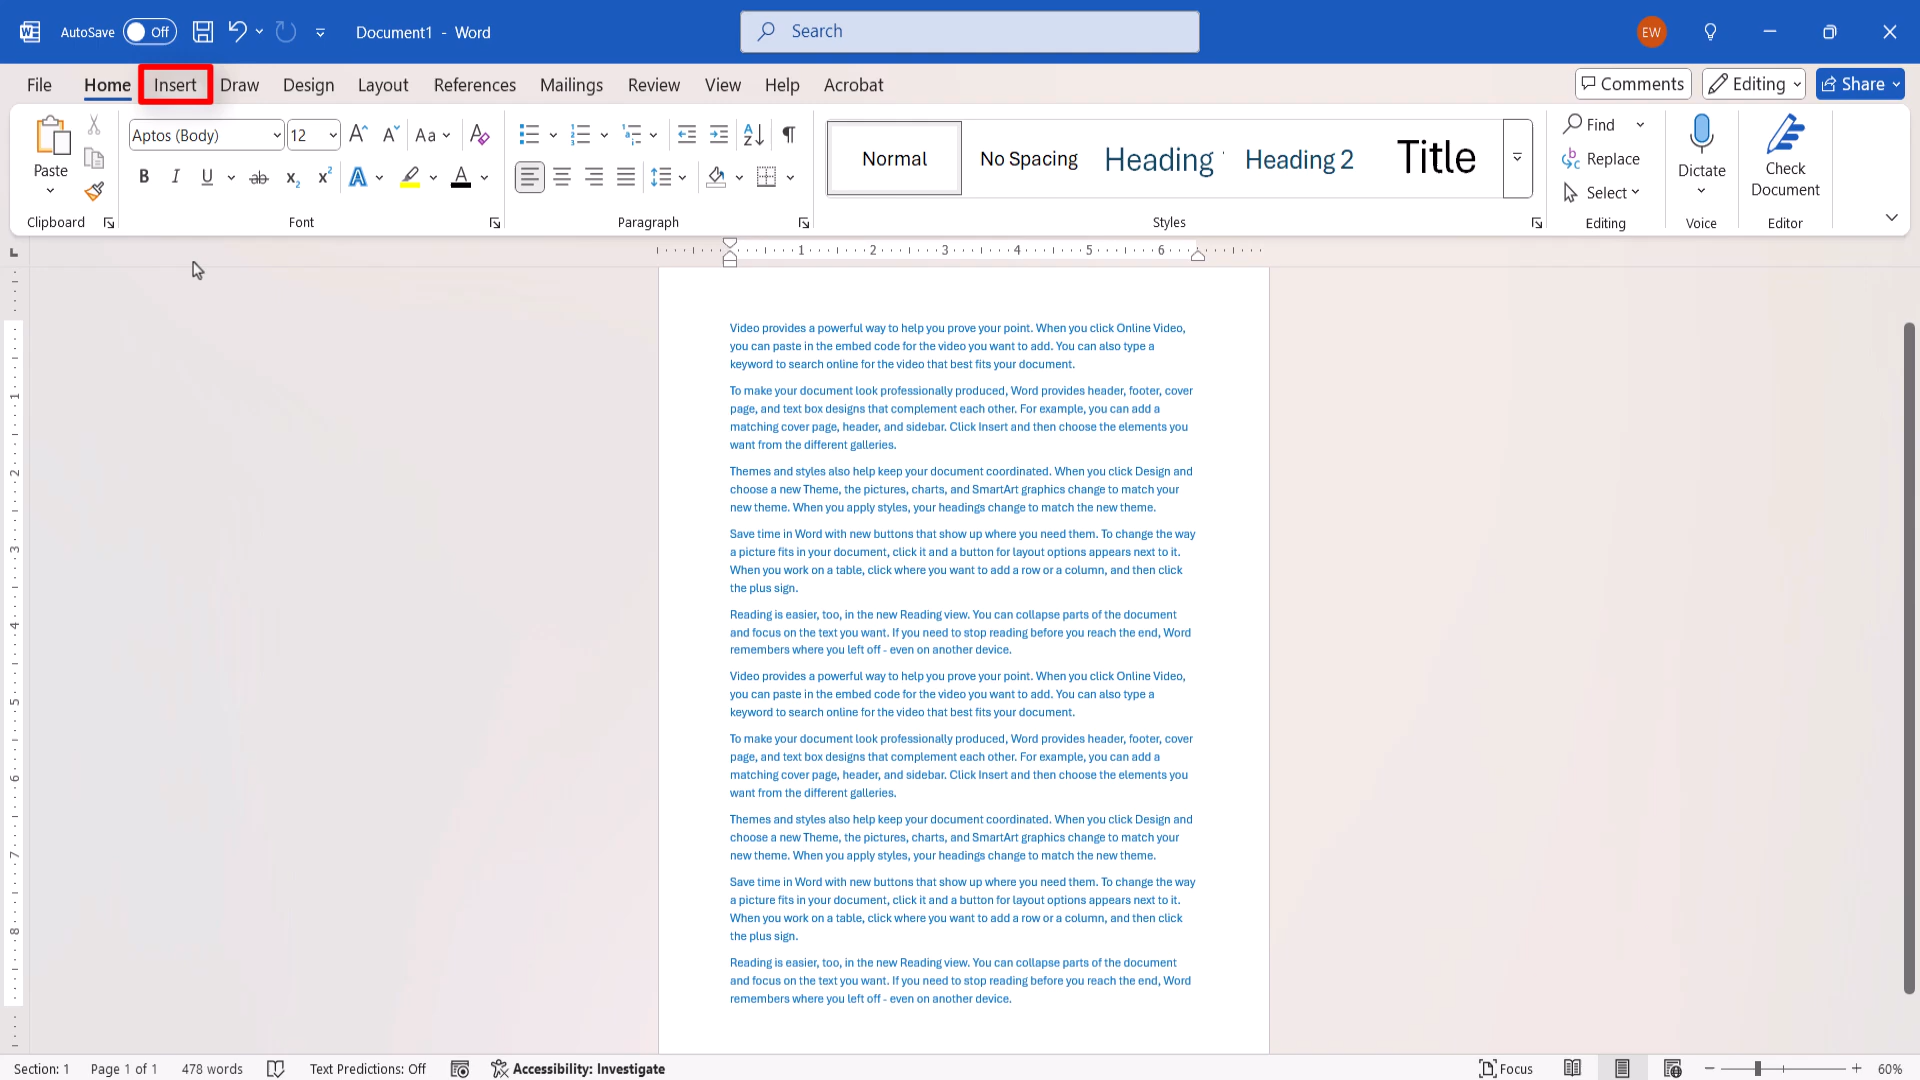 AutoSave Off Document1 - Word Search EW
File Home Insert Draw Design Layout References Mailings Review View Help Acrobat Comments Editing Share
Paste Aptos (Body) 12 Aa Normal No Spacing Heading Heading 2 Title Find Replace Select Dictate Check Document
Clipboard Font Paragraph Styles Editing Voice Editor
1 2 3 4 5 6
Video provides a powerful way to help you prove your point. When you click Online Video,
you can paste in the embed code for the video you want to add. You can also type a
keyword to search online for the video that best fits your document.
To make your document look professionally produced, Word provides header, footer, cover
page, and text box designs that complement each other. For example, you can add a
matching cover page, header, and sidebar. Click Insert and then choose the elements you
want from the different galleries.
Themes and styles also help keep your document coordinated. When you click Design and
choose a new Theme, the pictures, charts, and SmartArt graphics change to match your
new theme. When you apply styles, your headings change to match the new theme.
Save time in Word with new buttons that show up where you need them. To change the way
a picture fits in your document, click it and a button for layout options appears next to it.
When you work on a table, click where you want to add a row or a column, and then click
the plus sign.
Reading is easier, too, in the new Reading view. You can collapse parts of the document
and focus on the text you want. If you need to stop reading before you reach the end, Word
remembers where you left off - even on another device.
Video provides a powerful way to help you prove your point. When you click Online Video,
you can paste in the embed code for the video you want to add. You can also type a
keyword to search online for the video that best fits your document.
To make your document look professionally produced, Word provides header, footer, cover
page, and text box designs that complement each other. For example, you can add a
matching cover page, header, and sidebar. Click Insert and then choose the elements you
want from the different galleries.
Themes and styles also help keep your document coordinated. When you click Design and
choose a new Theme, the pictures, charts, and SmartArt graphics change to match your
new theme. When you apply styles, your headings change to match the new theme.
Save time in Word with new buttons that show up where you need them. To change the way
a picture fits in your document, click it and a button for layout options appears next to it.
When you work on a table, click where you want to add a row or a column, and then click
the plus sign.
Reading is easier, too, in the new Reading view. You can collapse parts of the document
and focus on the text you want. If you need to stop reading before you reach the end, Word
remembers where you left off - even on another device.
1
2
3
4
5
6
7
8
Section: 1 Page 1 of 1 478 words Text Predictions: Off Accessibility: Investigate Focus 60%